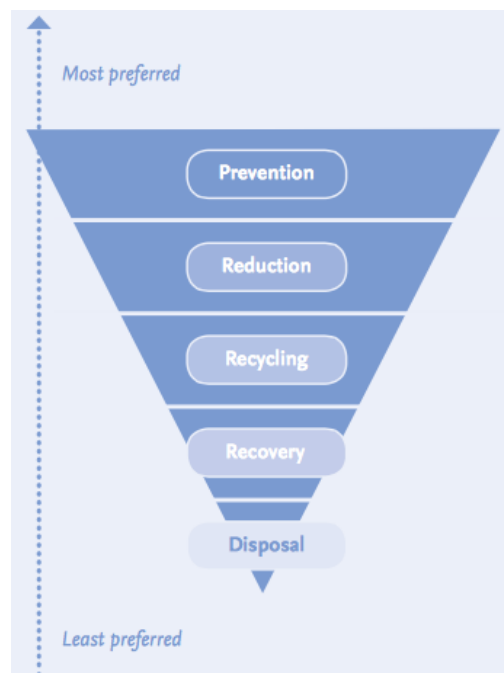 Most preferred
Prevention
Reduction
Recycling
Recovery
Disposal
Least preferred